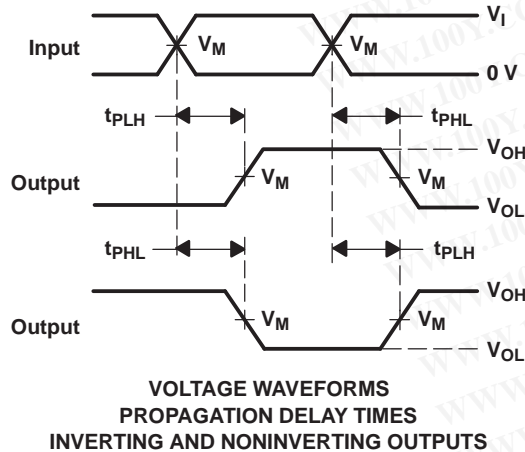 V_I
Input
V_M V_M
0 V
t_PLH t_PHL
V_OH
Output
V_M V_M
V_OL
t_PHL t_PLH
V_OH
Output
V_M V_M
V_OL
VOLTAGE WAVEFORMS
PROPAGATION DELAY TIMES
INVERTING AND NONINVERTING OUTPUTS